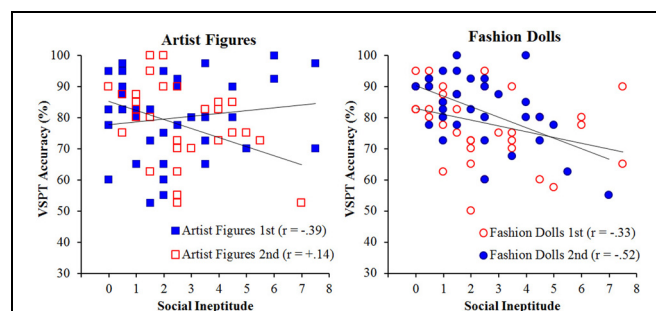 Artist Figures
Fashion Dolls
100
90
80
70
60
50
40
30
VSPT Accuracy (%)
Artist Figures 1st (r = -.39)
Artist Figures 2nd (r = +.14)
0 1 2 3 4 5 6 7 8
Social Ineptitude
100
90
80
70
60
50
40
30
VSPT Accuracy (%)
Fashion Dolls 1st (r = -.33)
Fashion Dolls 2nd (r = -.52)
0 1 2 3 4 5 6 7 8
Social Ineptitude